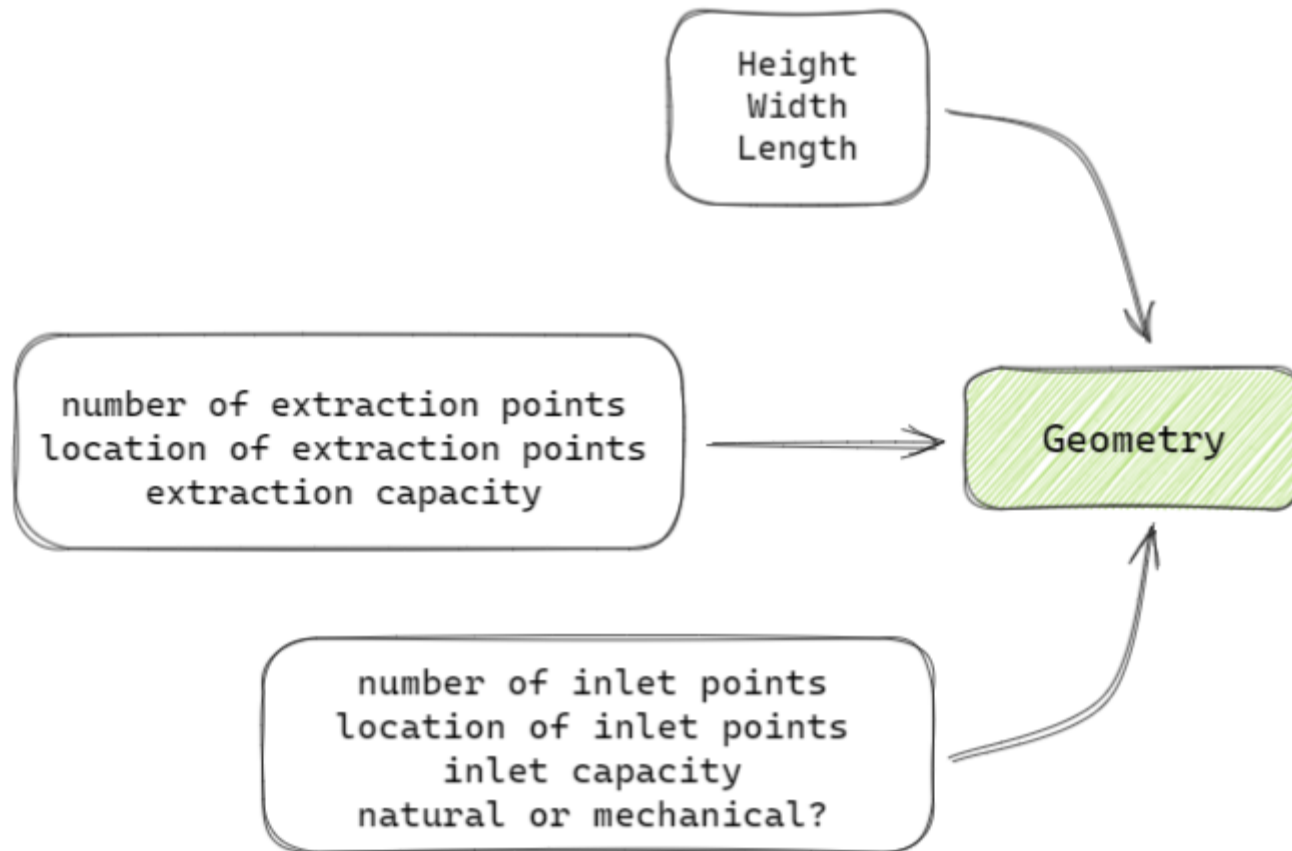 Height
Width
Length
number of extraction points
location of extraction points
extraction capacity
Geometry
number of inlet points
location of inlet points
inlet capacity
natural or mechanical?